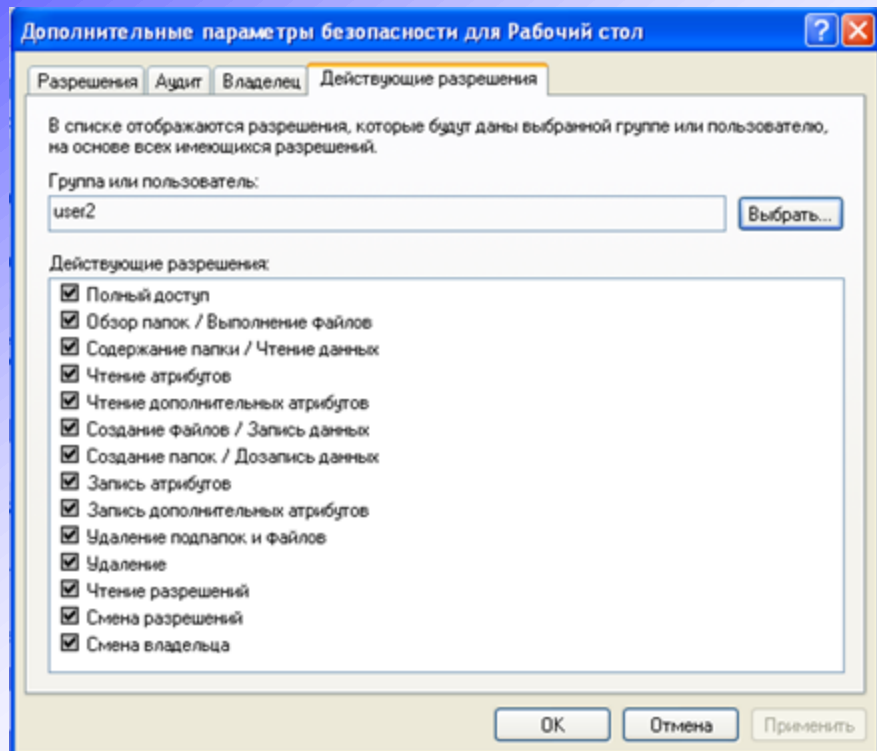 Дополнительные параметры безопасности для Рабочий стол
Разрешения Аудит Владелец Действующие разрешения
В списке отображаются разрешения, которые будут даны выбранной группе или пользователю,
на основе всех имеющихся разрешений.
Группа или пользователь:
user2
Выбрать...
Действующие разрешения:
Полный доступ
Обзор папок / Выполнение файлов
Содержание папки / Чтение данных
Чтение атрибутов
Чтение дополнительных атрибутов
Создание файлов / Запись данных
Создание папок / Дозапись данных
Запись атрибутов
Запись дополнительных атрибутов
Удаление подпапок и файлов
Удаление
Чтение разрешений
Смена разрешений
Смена владельца
OK Отмена Применить